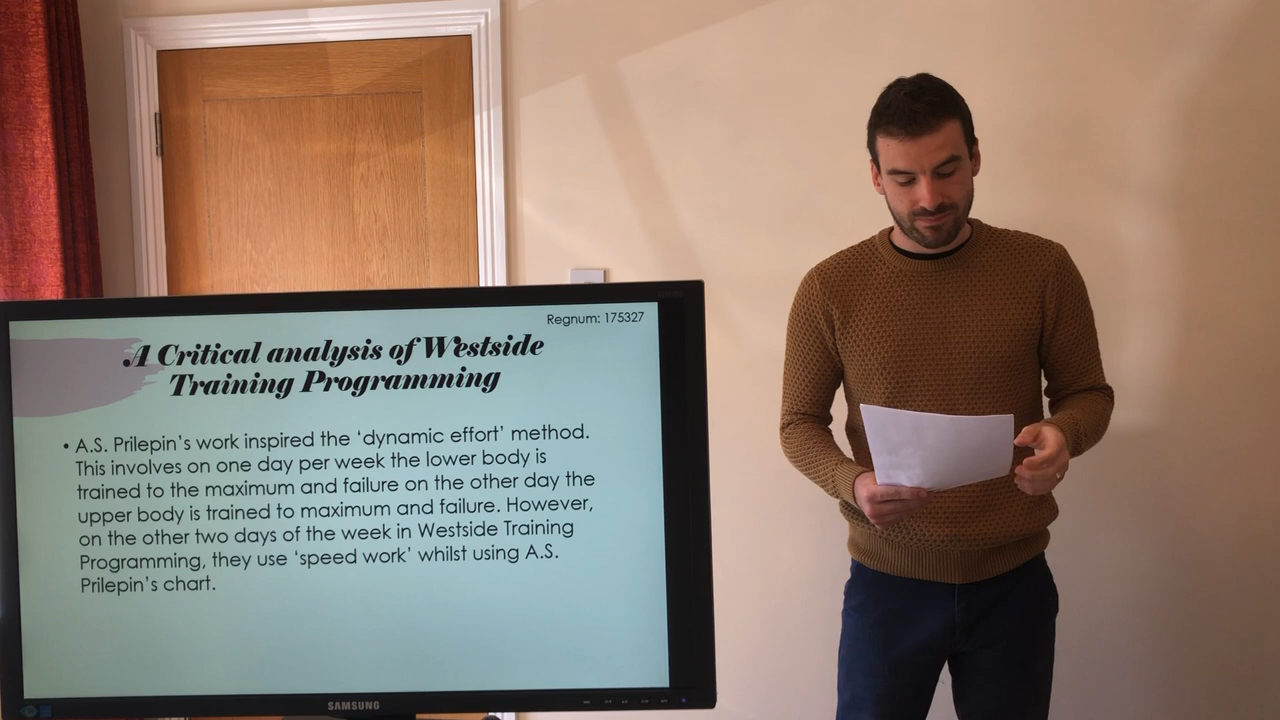 Regnum: 175327
A Critical analysis of Westside
Training Programming
• A.S. Prilepin's work inspired the 'dynamic effort' method.
This involves on one day per week the lower body is
trained to the maximum and failure on the other day the
upper body is trained to maximum and failure. However,
on the other two days of the week in Westside Training
Programming, they use 'speed work' whilst using A.S.
Prilepin's chart.
SAMSUNG